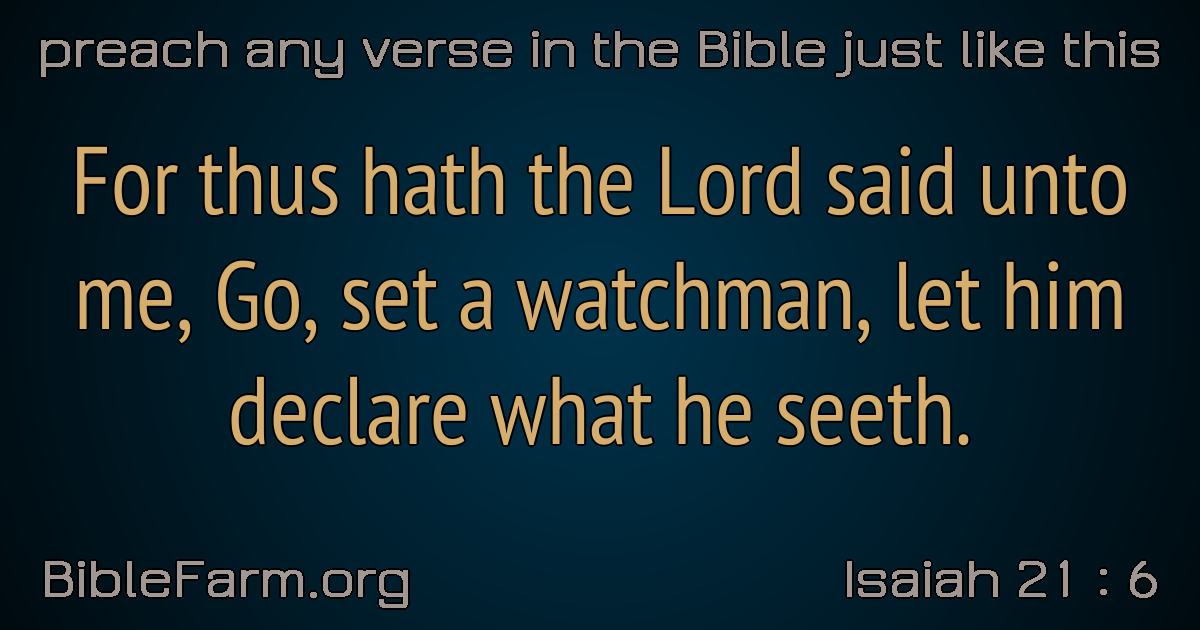 preach any verse in the Bible just like this
For thus hath the Lord said unto
me, Go, set a watchman, let him
declare what he seeth.
BibleFarm.org
Isaiah 21 : 6